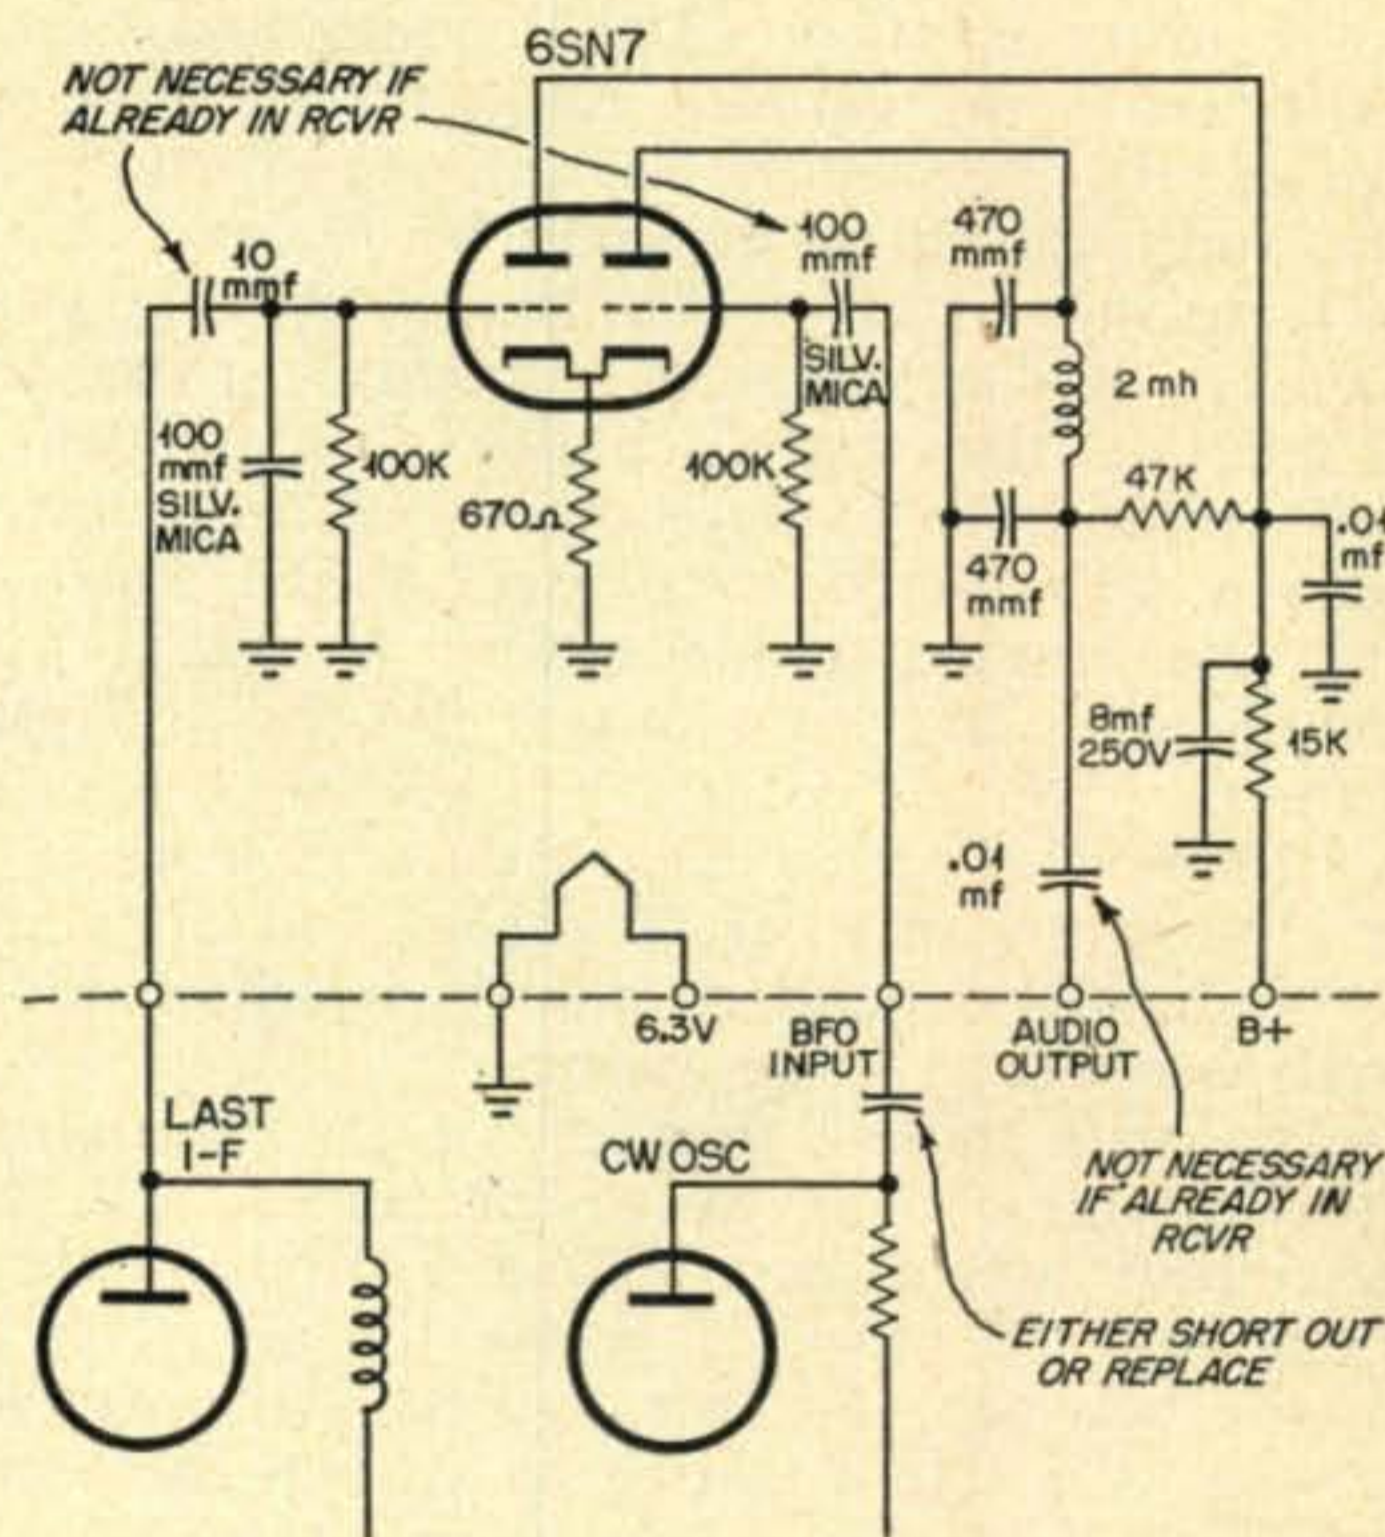 6SN7
NOT NECESSARY IF
ALREADY IN RCVR
10
mmf
100
mmf
470
mmf
SILV.
MICA
2 mh
100
mmf
SILV.
MICA
100K
670Ω
100K
47K
.01
mf
470
mmf
8mf
250V
15K
.01
mf
6.3V
BFO
INPUT
AUDIO
OUTPUT
B+
LAST
I-F
CW OSC
NOT NECESSARY
IF ALREADY IN
RCVR
EITHER SHORT OUT
OR REPLACE